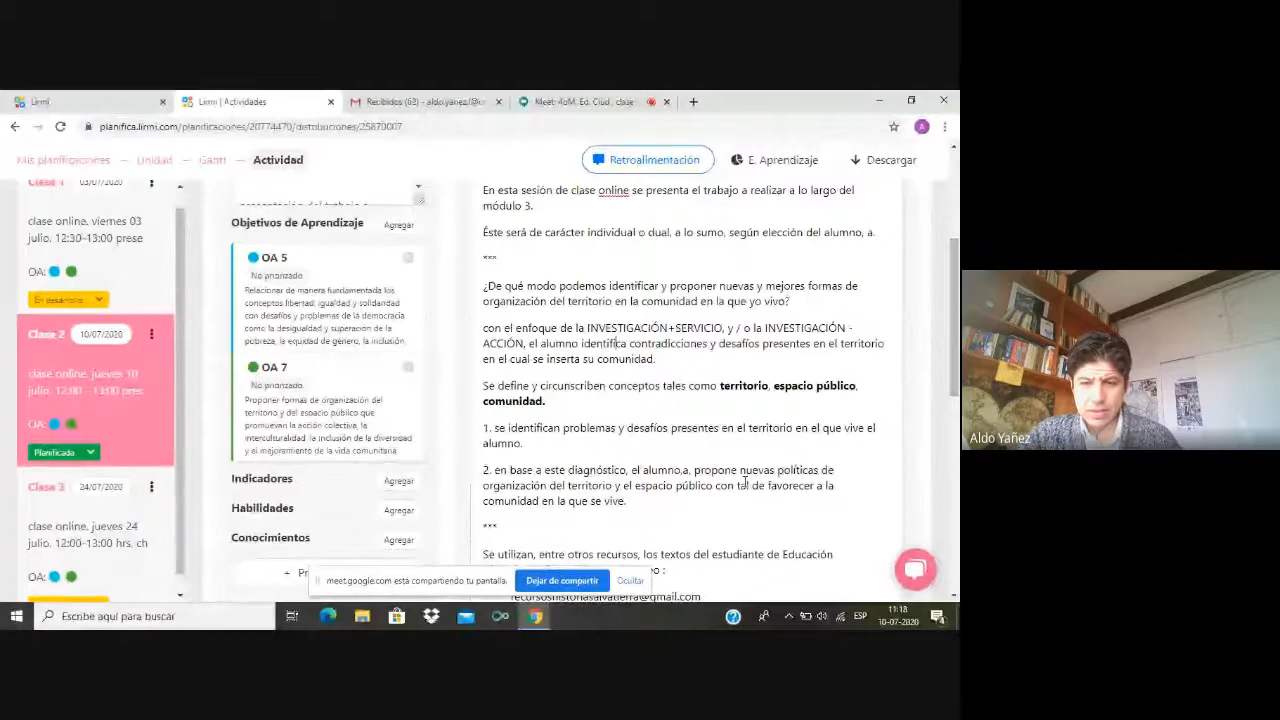 Lirmi
Lirmi | Actividades
Recibidos (63) - aldo.yanez.f@cr
Meet: 4ºM, Ed. Ciud., clase
planifica.lirmi.com/planificaciones/20774470/distribuciones/25870007
A
Mis planificaciones
Unidad
Gantt
Actividad
Retroalimentación
E. Aprendizaje
Descargar
Clase 1
03/07/2020
clase online, viernes 03
julio. 12:30-13:00 prese
OA:
En desarrollo
Clase 2
10/07/2020
clase online, jueves 10
julio. 12:00 - 13:00 pres
OA:
Planificada
Clase 3
24/07/2020
clase online, jueves 24
julio. 12:00-13:00 hrs. ch
OA:
presentación del trabajo a
Objetivos de Aprendizaje
Agregar
OA 5
No priorizado
Relacionar de manera fundamentada los
conceptos libertad, igualdad y solidaridad
con desafíos y problemas de la democracia
como la desigualdad y superación de la
pobreza, la equidad de género, la inclusión,
OA 7
No priorizado
Proponer formas de organización del
territorio y del espacio público que
promuevan la acción colectiva, la
interculturalidad, la inclusión de la diversidad
y el mejoramiento de la vida comunitaria
Indicadores
Agregar
Habilidades
Agregar
Conocimientos
Agregar
+ Pr
En esta sesión de clase online se presenta el trabajo a realizar a lo largo del
módulo 3.
Éste será de carácter individual o dual, a lo sumo, según elección del alumno, a.
***
¿De qué modo podemos identificar y proponer nuevas y mejores formas de
organización del territorio en la comunidad en la que yo vivo?
con el enfoque de la INVESTIGACIÓN+SERVICIO, y / o la INVESTIGACIÓN -
ACCIÓN, el alumno identifica contradicciones y desafíos presentes en el territorio
en el cual se inserta su comunidad.
Se define y circunscriben conceptos tales como territorio, espacio público,
comunidad.
1. se identifican problemas y desafíos presentes en el territorio en el que vive el
alumno.
2. en base a este diagnóstico, el alumno,a, propone nuevas políticas de
organización del territorio y el espacio público con tal de favorecer a la
comunidad en la que se vive.
***
Se utilizan, entre otros recursos, los textos del estudiante de Educación
o :
recursoshistoriasalvatierra@gmail.com
meet.google.com está compartiendo tu pantalla.
Dejar de compartir
Ocultar
Escribe aquí para buscar
ESP
11:18
10-07-2020
4
Aldo Yañez